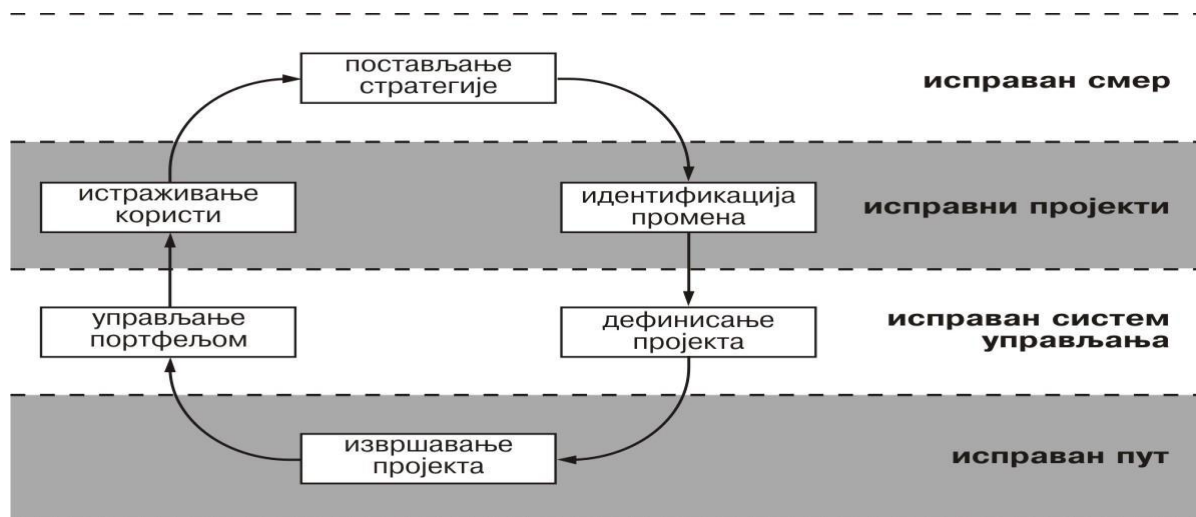 постављање
стратегије
исправан смер
истраживање
користи
идентификација
промена
исправни пројекти
управљање
портфељом
дефинисање
пројекта
исправан систем
управљања
извршавање
пројекта
исправан пут